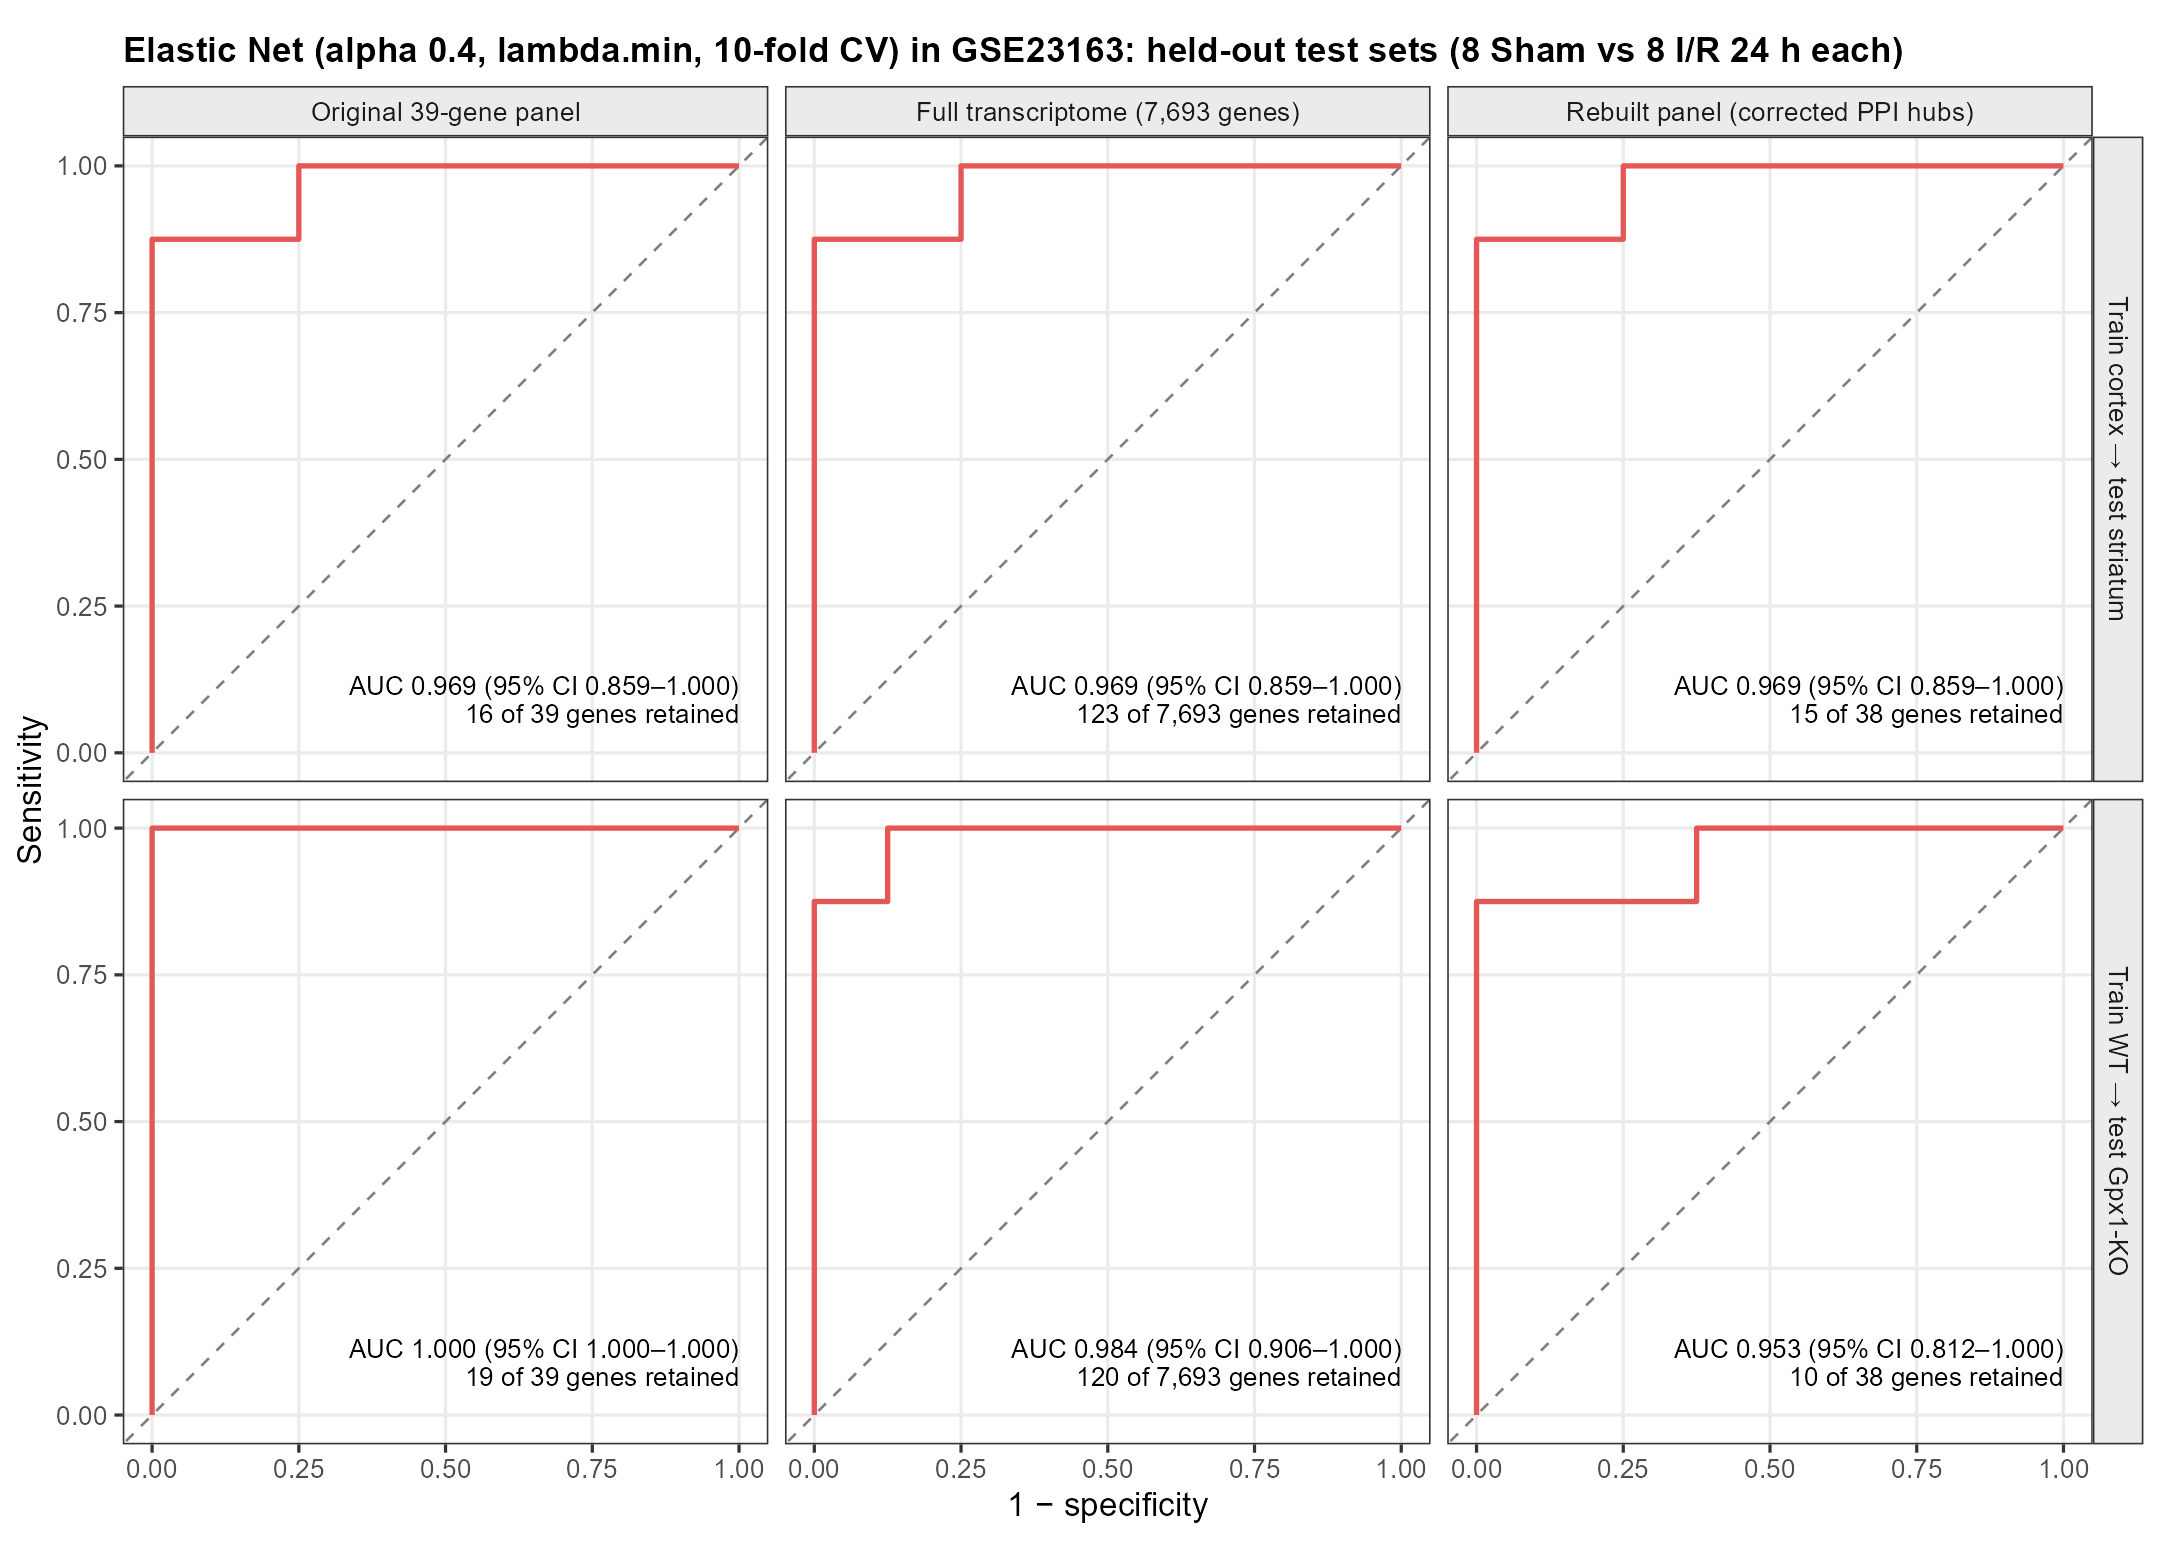 Elastic Net (alpha 0.4, lambda.min, 10-fold CV) in GSE23163: held-out test sets (8 Sham vs 8 I/R 24 h each)
Original 39-gene panel
Full transcriptome (7,693 genes)
Rebuilt panel (corrected PPI hubs)
Sensitivity
1.00
0.75
0.50
0.25
0.00
AUC 0.969 (95% CI 0.859–1.000)
16 of 39 genes retained
AUC 0.969 (95% CI 0.859–1.000)
123 of 7,693 genes retained
AUC 0.969 (95% CI 0.859–1.000)
15 of 38 genes retained
Train cortex → test striatum
1.00
0.75
0.50
0.25
0.00
AUC 1.000 (95% CI 1.000–1.000)
19 of 39 genes retained
AUC 0.984 (95% CI 0.906–1.000)
120 of 7,693 genes retained
AUC 0.953 (95% CI 0.812–1.000)
10 of 38 genes retained
Train WT → test Gpx1-KO
0.00 0.25 0.50 0.75 1.00
0.00 0.25 0.50 0.75 1.00
0.00 0.25 0.50 0.75 1.00
1 − specificity